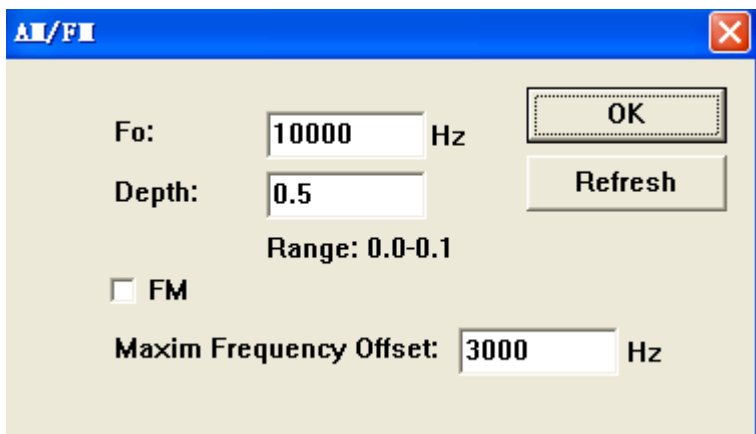 AM/FM
Fo: 10000 Hz OK
Depth: 0.5 Refresh
Range: 0.0-0.1
FM
Maxim Frequency Offset: 3000 Hz